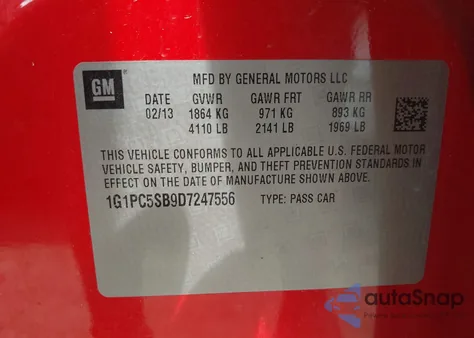 GM
MFD BY GENERAL MOTORS LLC
DATE GVWR GAWR FRT GAWR RR
02/13 1864 KG 971 KG 893 KG
4110 LB 2141 LB 1969 LB
THIS VEHICLE CONFORMS TO ALL APPLICABLE U.S. FEDERAL MOTOR
VEHICLE SAFETY, BUMPER, AND THEFT PREVENTION STANDARDS IN
EFFECT ON THE DATE OF MANUFACTURE SHOWN ABOVE.
1G1PC5SB9D7247556 TYPE: PASS CAR
autoSnap